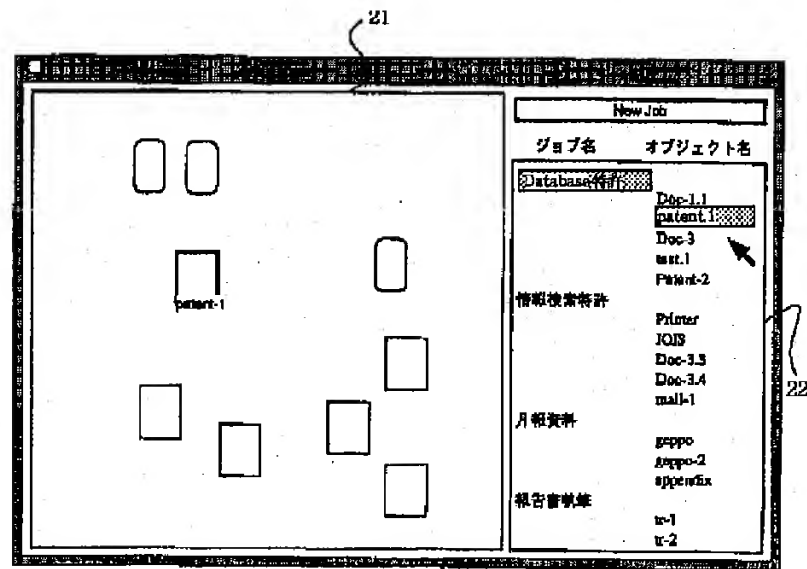 21
New Job
ジョブ名 オブジェクト名
Database特許
Doc-1.1
patent.1
Doc-3
test.1
Patent-2
情報検索特許
Printer
JOIS
Doc-3.3
Doc-3.4
mail-1
月報資料
geppo
geppo-2
appendix
報告書執筆
tr-1
tr-2
patent-1
22